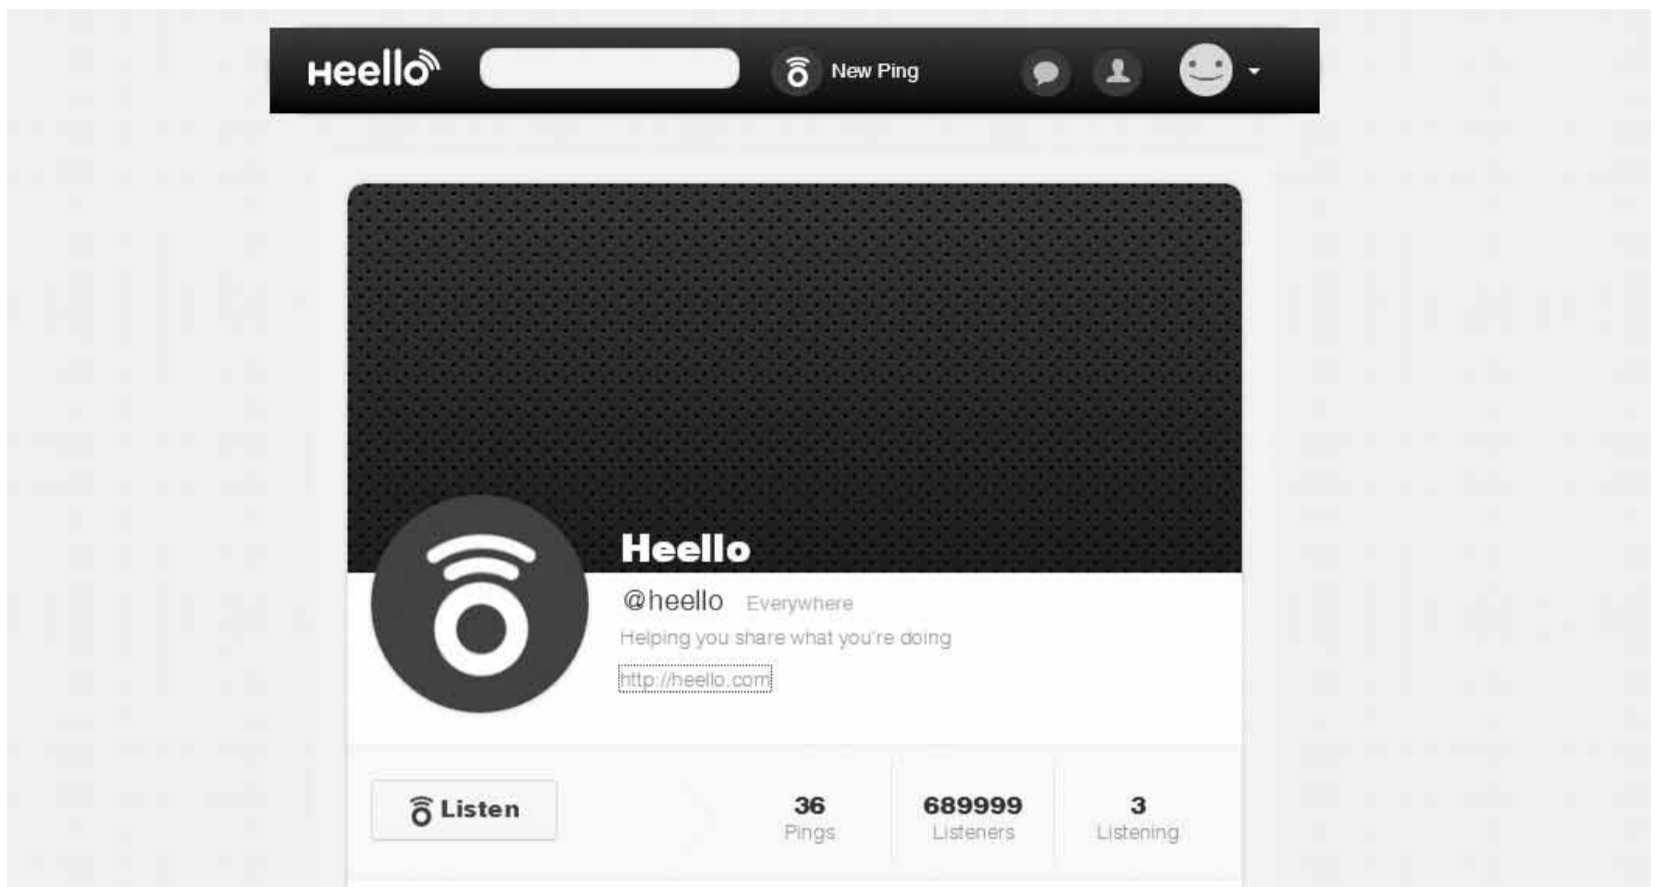 Heello New Ping
Heello
@heello Everywhere
Helping you share what you're doing
http://heello.com
Listen
36 689999 3
Pings Listeners Listening